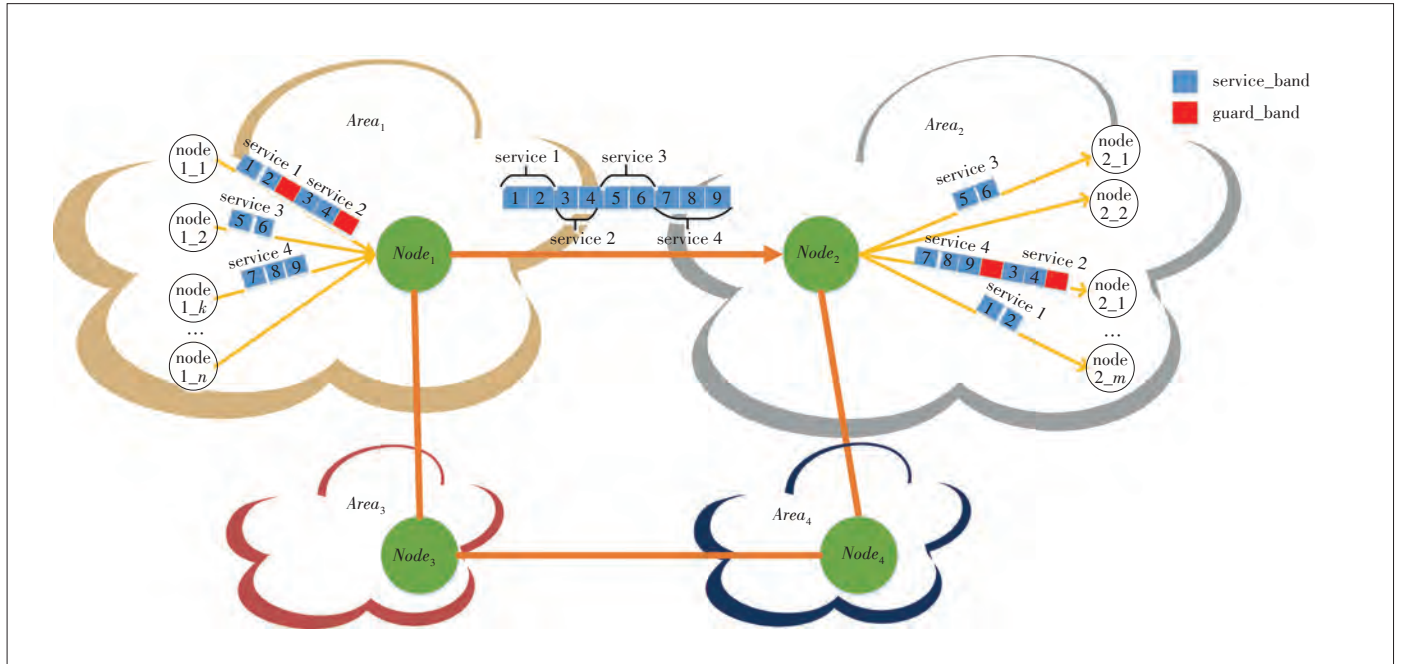 service_band
guard_band
Area1
Area2
node
1_1
service 1
1 2 3 4
service 2
node
1_2
service 3
5 6
service 4
7 8 9
node
1_k
...
node
1_n
Node1
service 1
service 3
1 2 3 4 5 6 7 8 9
service 2
service 4
Node2
service 3
5 6
node
2_1
node
2_2
service 4
7 8 9 3 4
service 2
node
2_1
service 1
1 2
...
node
2_m
Area3
Node3
Area4
Node4